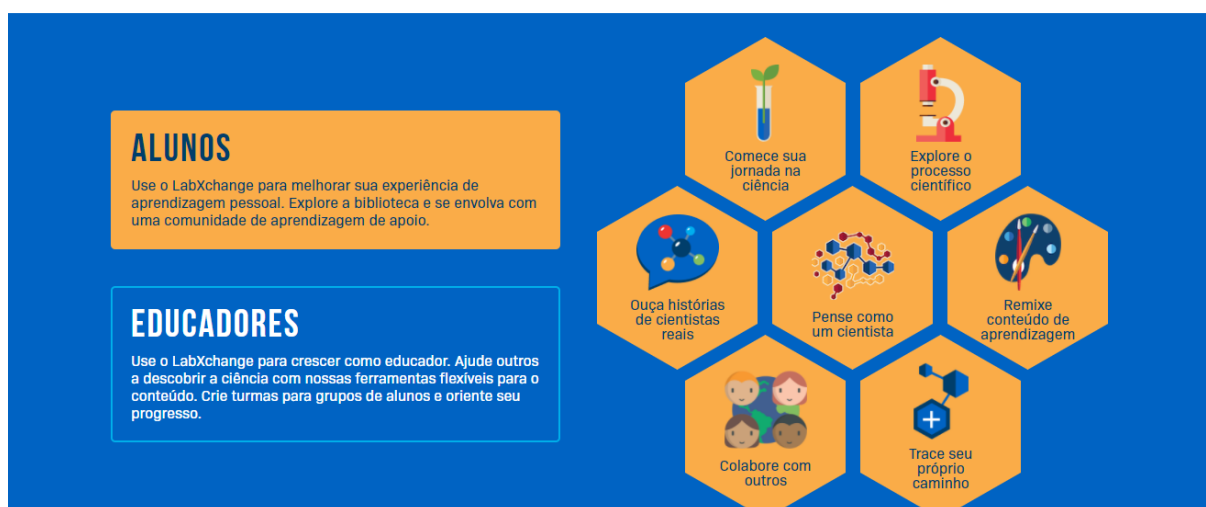 ALUNOS
Use o LabXchange para melhorar sua experiência de
aprendizagem pessoal. Explore a biblioteca e se envolva com
uma comunidade de aprendizagem de apoio.
EDUCADORES
Use o LabXchange para crescer como educador. Ajude outros
a descobrir a ciência com nossas ferramentas flexíveis para o
conteúdo. Crie turmas para grupos de alunos e oriente seu
progresso.
Comece sua
jornada na
ciência
Explore o
processo
científico
Ouça histórias
de cientistas
reais
Pense como
um cientista
Remixe
conteúdo de
aprendizagem
Colabore com
outros
Trace seu
próprio
caminho